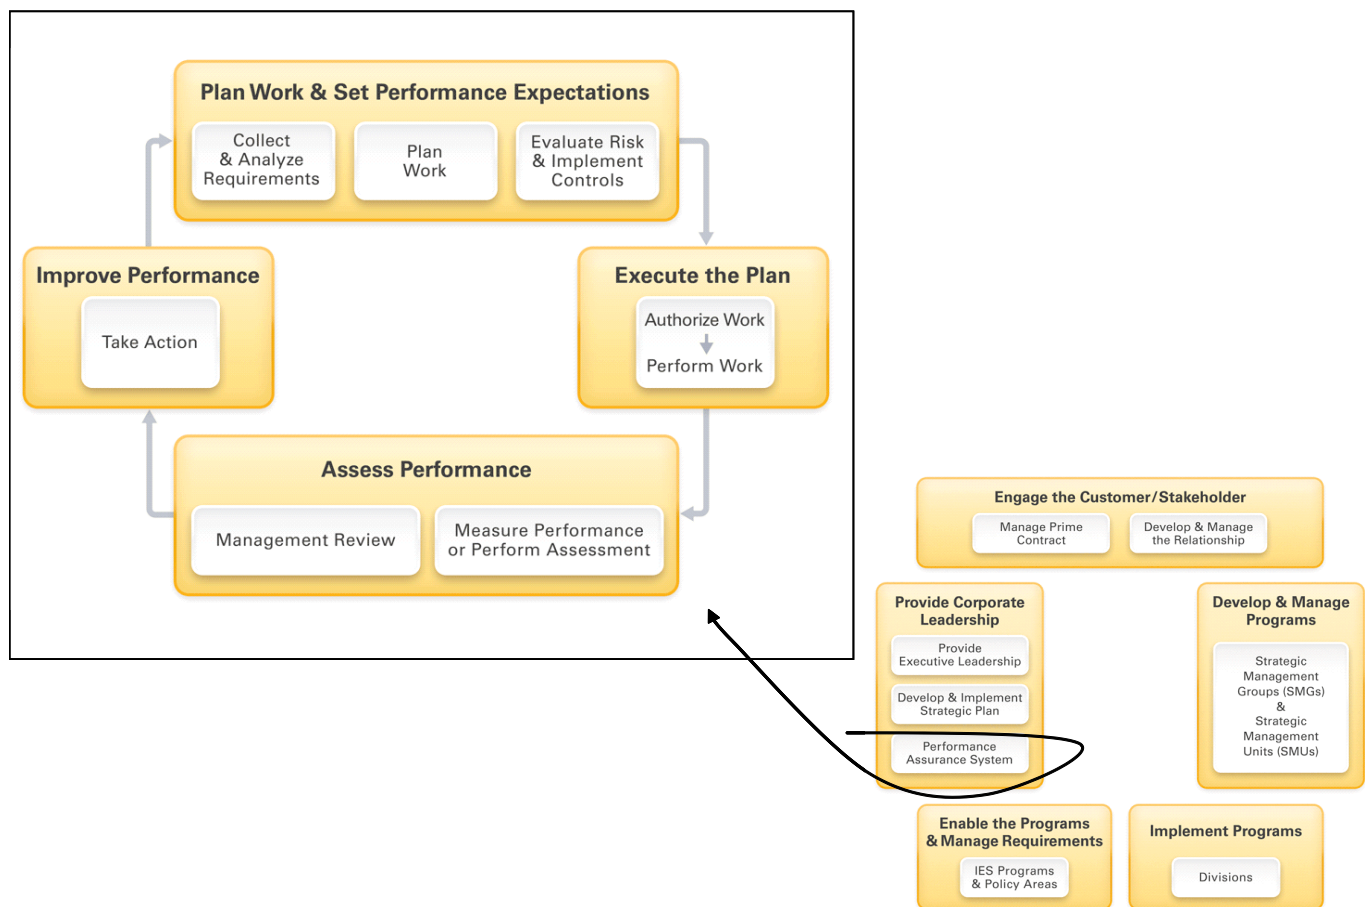 Plan Work & Set Performance Expectations
Collect
& Analyze
Requirements
Plan
Work
Evaluate Risk
& Implement
Controls
Improve Performance
Take Action
Execute the Plan
Authorize Work
Perform Work
Assess Performance
Management Review
Measure Performance
or Perform Assessment
Engage the Customer/Stakeholder
Manage Prime
Contract
Develop & Manage
the Relationship
Provide Corporate
Leadership
Provide
Executive Leadership
Develop & Implement
Strategic Plan
Performance
Assurance System
Develop & Manage
Programs
Strategic
Management
Groups (SMGs)
&
Strategic
Management
Units (SMUs)
Enable the Programs
& Manage Requirements
IES Programs
& Policy Areas
Implement Programs
Divisions